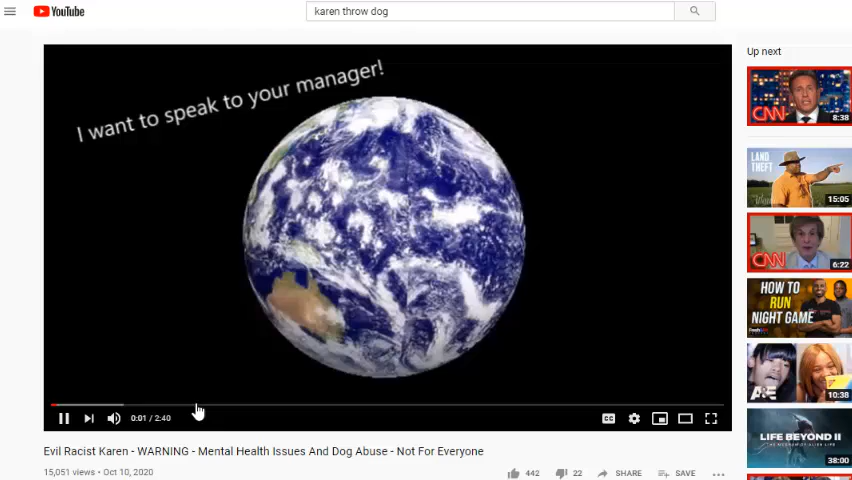 YouTube
karen throw dog
I want to speak to your manager!
Up next
CNN
8:38
LAND
THEFT
15:05
CNN
6:22
HOW TO
RUN
NIGHT GAME
A&E
10:38
LIFE BEYOND II
38:00
0:01 / 2:40
CC
Evil Racist Karen - WARNING - Mental Health Issues And Dog Abuse - Not For Everyone
15,051 views • Oct 10, 2020
442
22
SHARE
SAVE